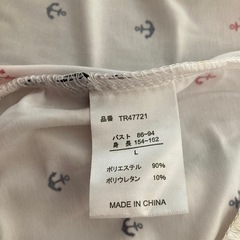 品番 TR47721
バスト 86-94
身 長 154-162
L
ポリエステル 90%
ポリウレタン 10%
MADE IN CHINA